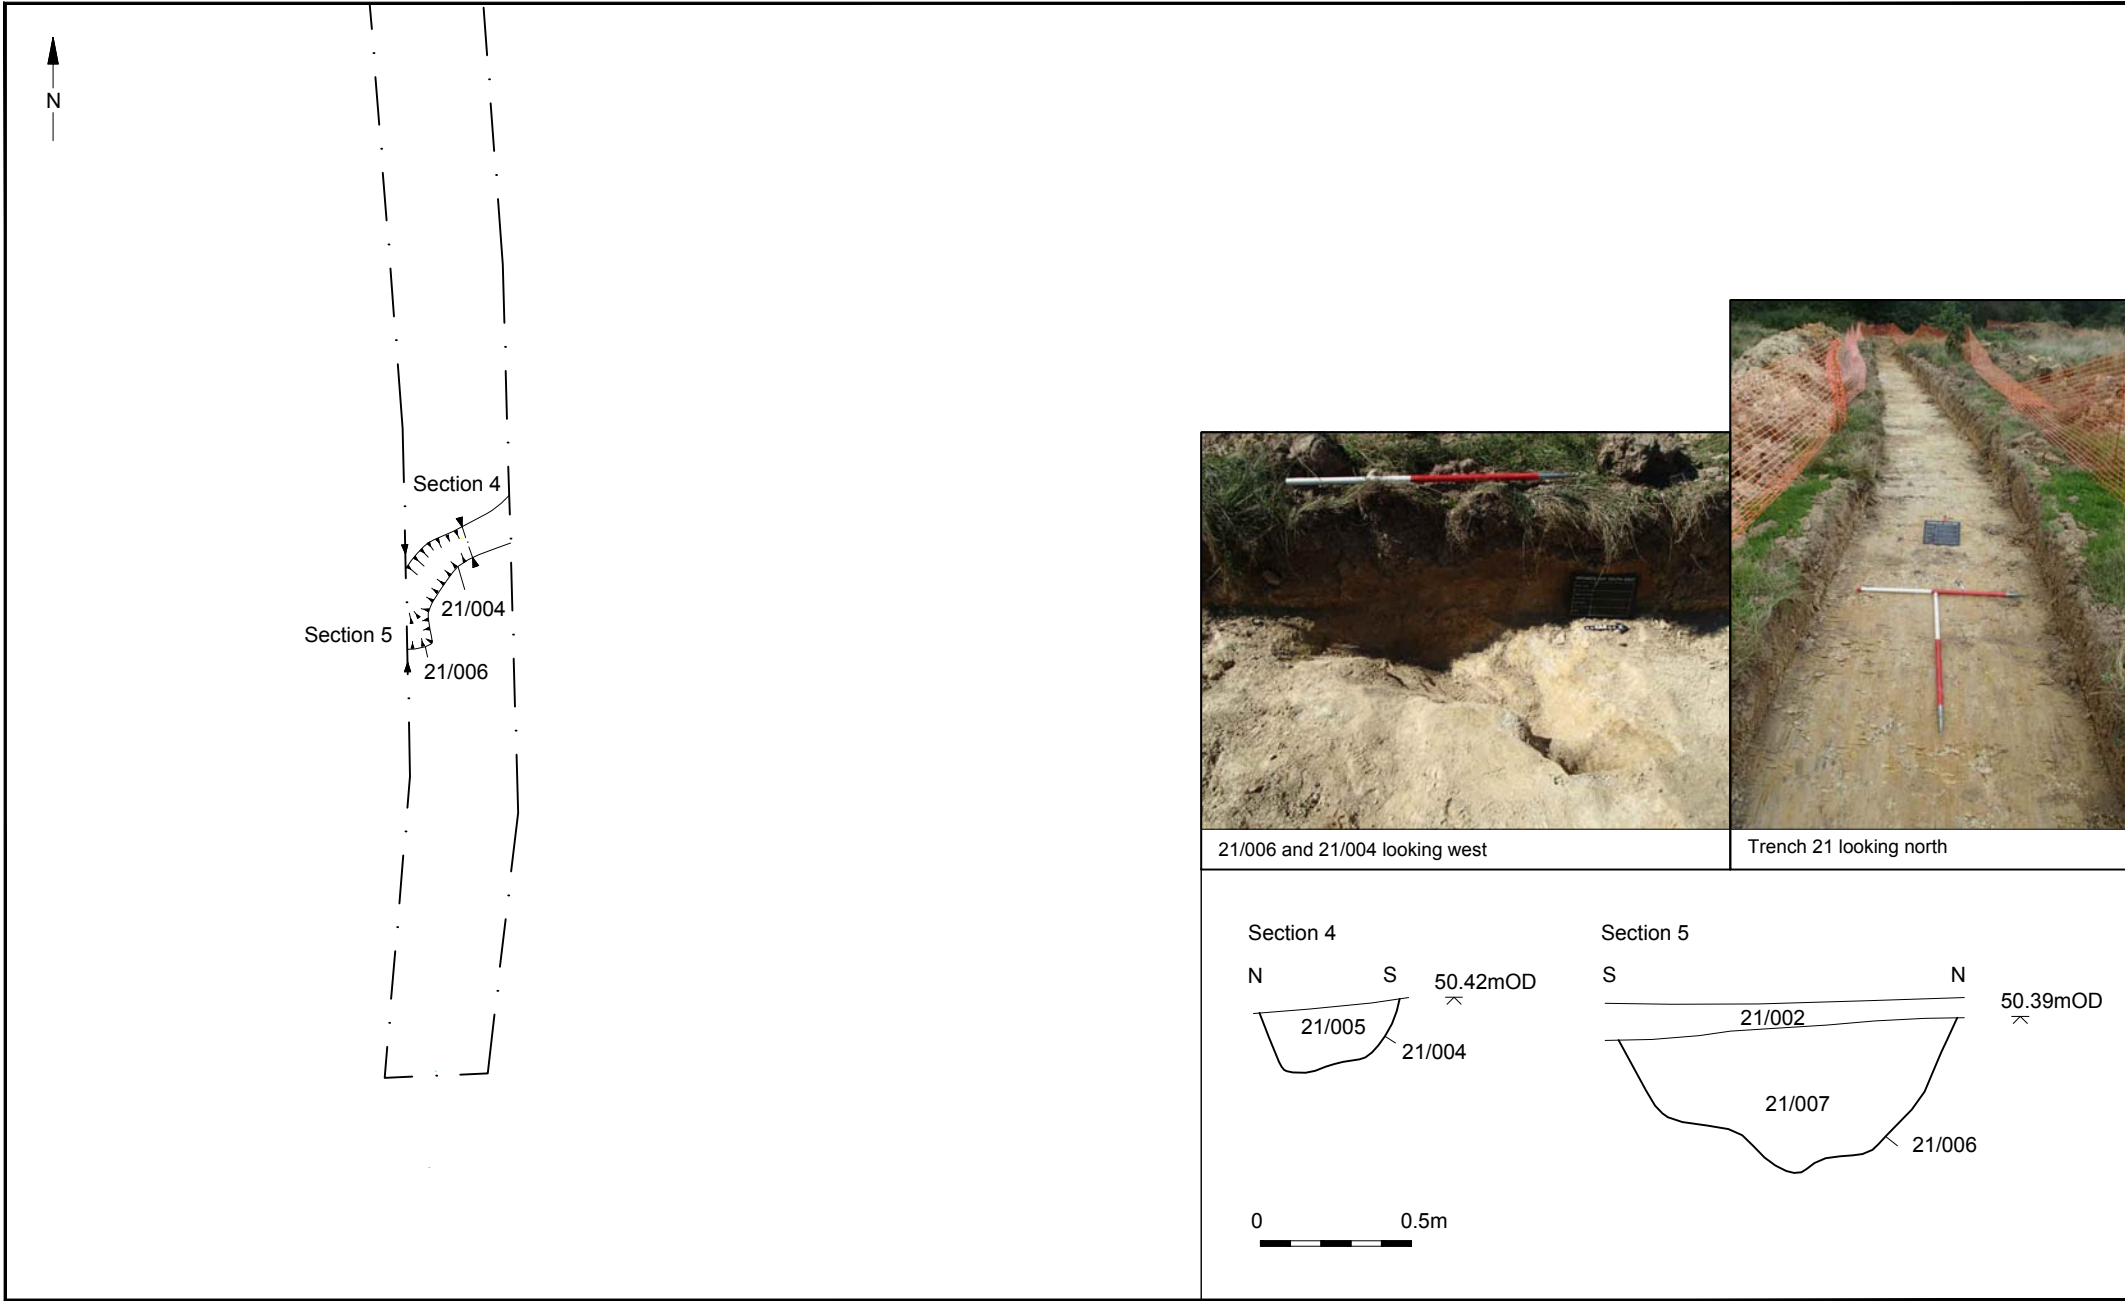 N
Section 4
21/004
Section 5
21/006
21/006 and 21/004 looking west
Trench 21 looking north
Section 4
N S 50.42mOD
21/005
21/004
Section 5
S N
50.39mOD
21/002
21/007
21/006
0 0.5m